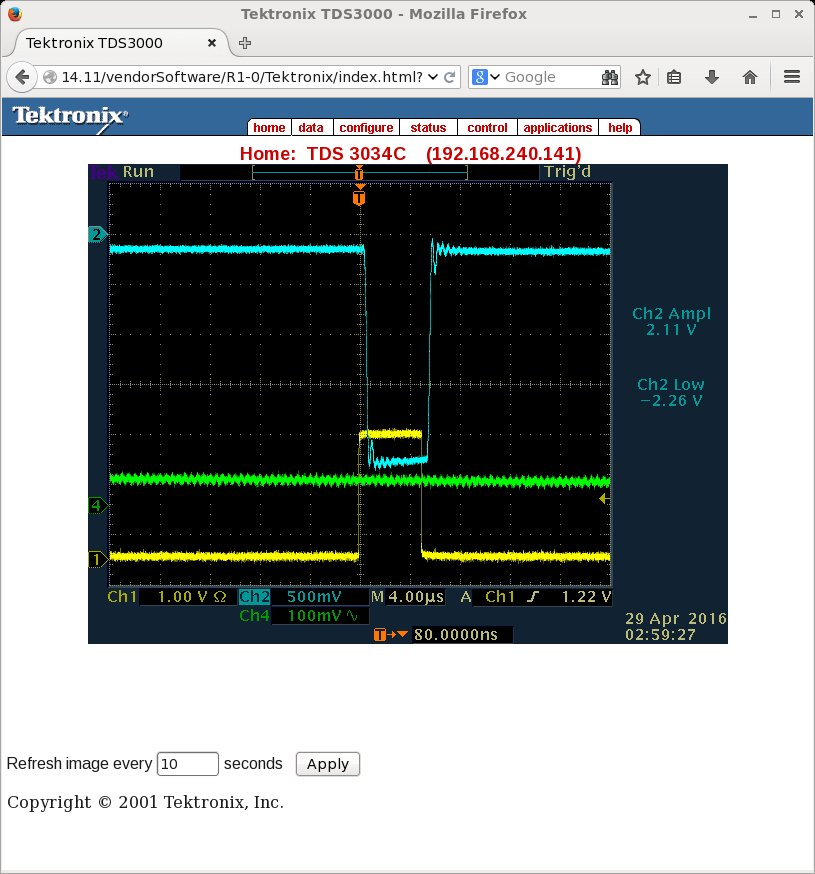 Tektronix TDS3000 - Mozilla Firefox
Tektronix TDS3000
14.11/vendorSoftware/R1-0/Tektronix/index.html?
8 Google
Tektronix®
home data configure status control applications help
Home: TDS 3034C (192.168.240.141)
Tek Run Trig'd
T
T
2
Ch2 Ampl
2.11 V
Ch2 Low
−2.26 V
4
1
Ch1 1.00 V Ω Ch2 500mV M 4.00µs A Ch1 1.22 V
Ch4 100mV
29 Apr 2016
T 80.0000ns 02:59:27
Refresh image every 10 seconds Apply
Copyright © 2001 Tektronix, Inc.